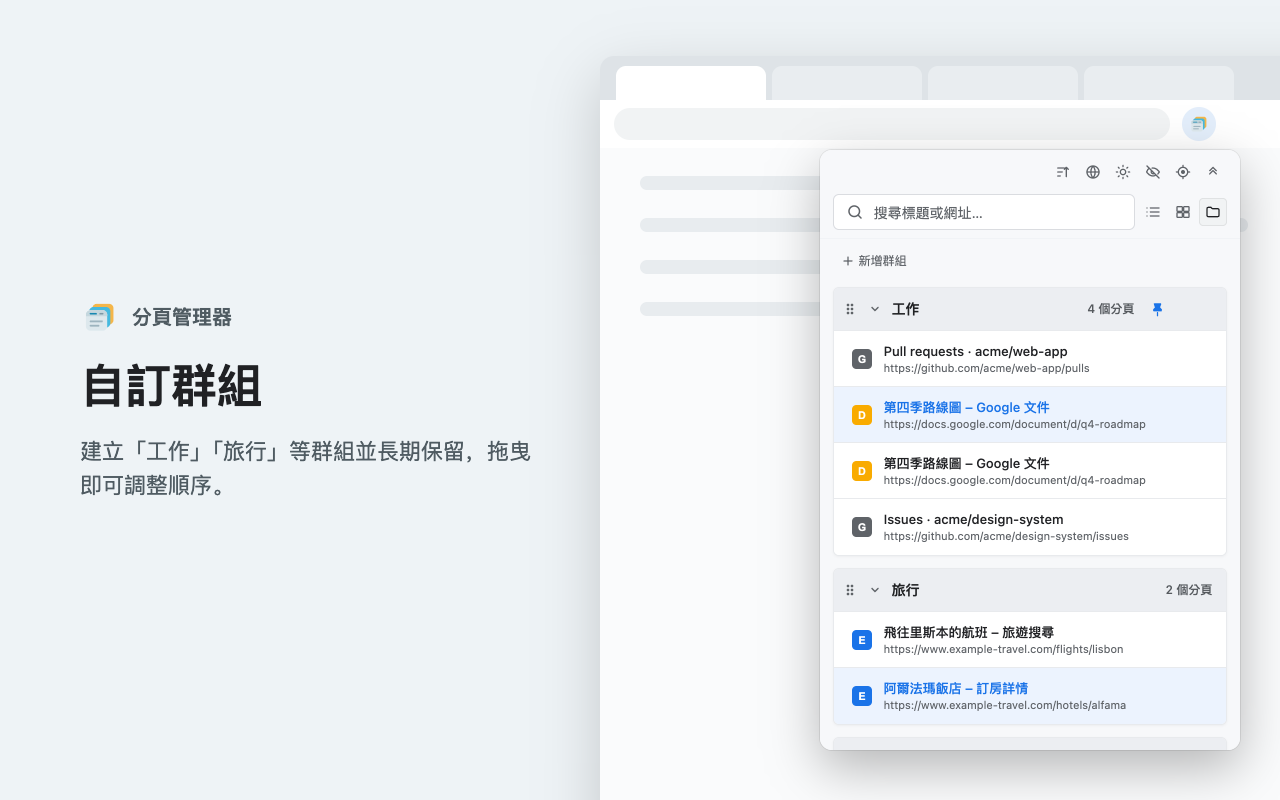 分頁管理器
自訂群組
建立「工作」「旅行」等群組並長期保留，拖曳
即可調整順序。
搜尋標題或網址...
新增群組
工作
4 個分頁
G
Pull requests · acme/web-app
https://github.com/acme/web-app/pulls
D
第四季路線圖 – Google 文件
https://docs.google.com/document/d/q4-roadmap
D
第四季路線圖 – Google 文件
https://docs.google.com/document/d/q4-roadmap
G
Issues · acme/design-system
https://github.com/acme/design-system/issues
旅行
2 個分頁
E
飛往里斯本的航班 – 旅遊搜尋
https://www.example-travel.com/flights/lisbon
E
阿爾法瑪飯店 – 訂房詳情
https://www.example-travel.com/hotels/alfama